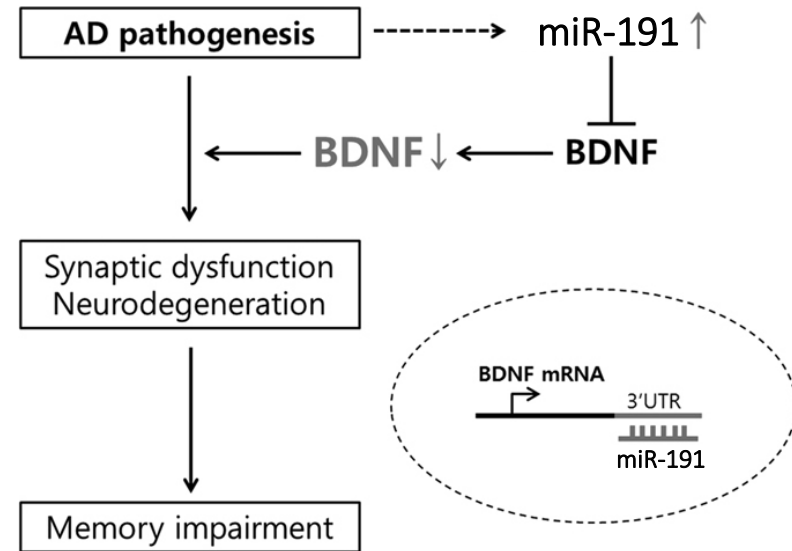 AD pathogenesis
miR-191 ↑
BDNF ↓
BDNF
Synaptic dysfunction
Neurodegeneration
BDNF mRNA
3'UTR
miR-191
Memory impairment